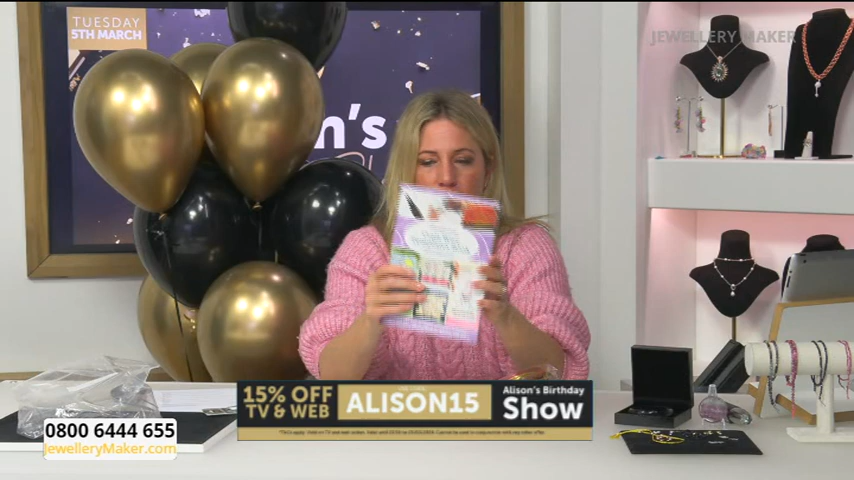 TUESDAY
5TH MARCH
JEWELLERY MAKER
n's
15% OFF
TV & WEB
ALISON15
Alison's Birthday
Show
0800 6444 655
JewelleryMaker.com